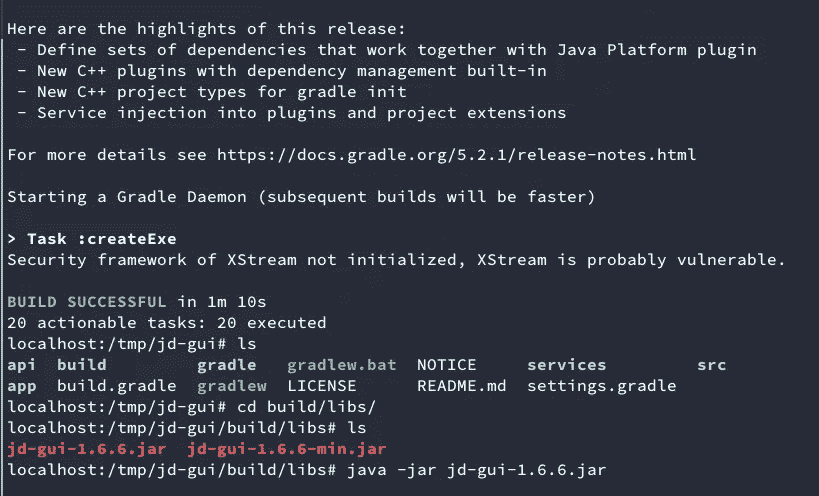 Here are the highlights of this release:
- Define sets of dependencies that work together with Java Platform plugin
- New C++ plugins with dependency management built-in
- New C++ project types for gradle init
- Service injection into plugins and project extensions
For more details see https://docs.gradle.org/5.2.1/release-notes.html
Starting a Gradle Daemon (subsequent builds will be faster)
> Task :createExe
Security framework of XStream not initialized, XStream is probably vulnerable.
BUILD SUCCESSFUL in 1m 10s
20 actionable tasks: 20 executed
localhost:/tmp/jd-gui# ls
api  build         gradle   gradlew.bat  NOTICE     services         src
app  build.gradle  gradlew  LICENSE      README.md  settings.gradle
localhost:/tmp/jd-gui# cd build/libs/
localhost:/tmp/jd-gui/build/libs# ls
jd-gui-1.6.6.jar  jd-gui-1.6.6-min.jar
localhost:/tmp/jd-gui/build/libs# java -jar jd-gui-1.6.6.jar